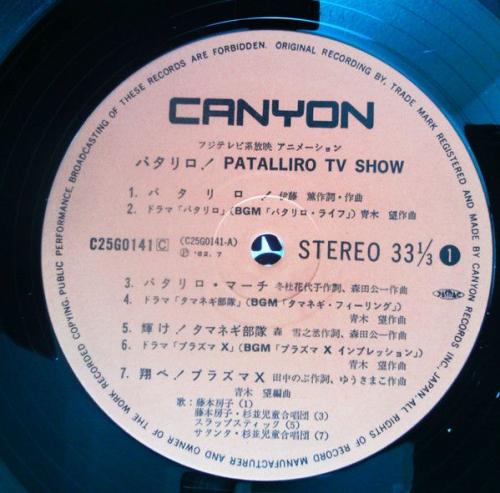 CANYON
フジテレビ系放映 アニメーション
パタリロ! PATALLIRO TV SHOW
1. パタリロ! 伊藤 薫作詞・作曲
2. ドラマ「パタリロ」(BGM「パタリロ・ライフ」) 青木 望作曲
C25G0141 C (C25G0141-A)
Ⓟ '82.7
STEREO 33⅓ 1
3. パタリロ・マーチ 冬杜花代子作詞、森田公一作曲
4. ドラマ「タマネギ部隊」(BGM「タマネギ・フィーリング」)
青木 望作曲
5. 輝け!タマネギ部隊 森 雪之丞作詞、森田公一作曲
6. ドラマ「プラズマ X」(BGM「プラズマ X インプレッション」)
青木 望作曲
7. 翔べ!プラズマX 田中のぶ作詞、ゆうきまこ作曲
青木 望編曲
歌:藤本房子 (1)
藤本房子・杉並児童合唱団 (3)
スラップスティック (5)
サタンタ・杉並児童合唱団 (7)
MANUFACTURER AND OWNER OF THE WORK RECORDED COPYING·PUBLIC PERFORMANCE, BROADCASTING OF THESE RECORDS ARE FORBIDDEN. ORIGINAL RECORDING BY, TRADE MARK REGISTERED AND MADE BY CANYON RECORDS INC. JAPAN. ALL RIGHTS OF RECORD